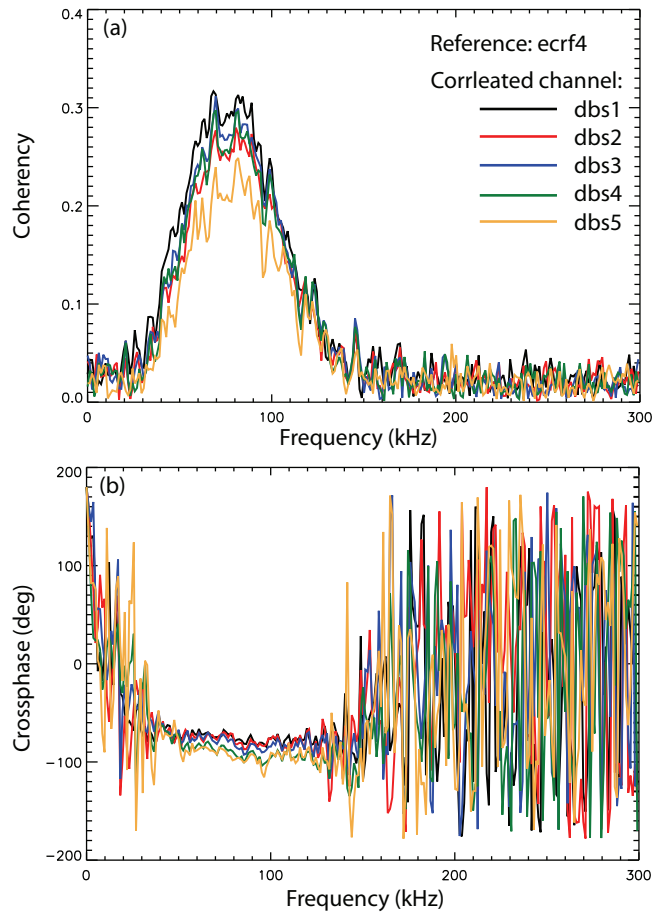 (a)
Reference: ecrf4
Corrleated channel:
dbs1
dbs2
dbs3
dbs4
dbs5
0.4
0.3
0.2
0.1
0.0
Coherency
0
100
200
300
Frequency (kHz)
(b)
200
100
0
−100
−200
Crossphase (deg)
0
100
200
300
Frequency (kHz)